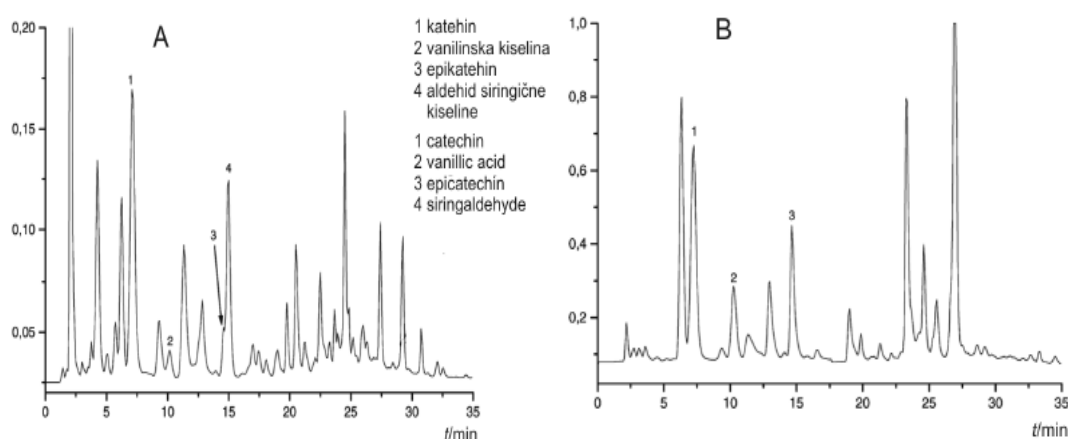 0,20
0,15
0,10
0,05
A
1
2
3
4
0 5 10 15 20 25 30 35
t/min
1 katehin
2 vanilinska kiselina
3 epikatehin
4 aldehid siringične
kiseline
1 catechin
2 vanillic acid
3 epicatechin
4 siringaldehyde
1,0
0,8
0,6
0,4
0,2
B
1
2
3
0 5 10 15 20 25 30 35
t/min